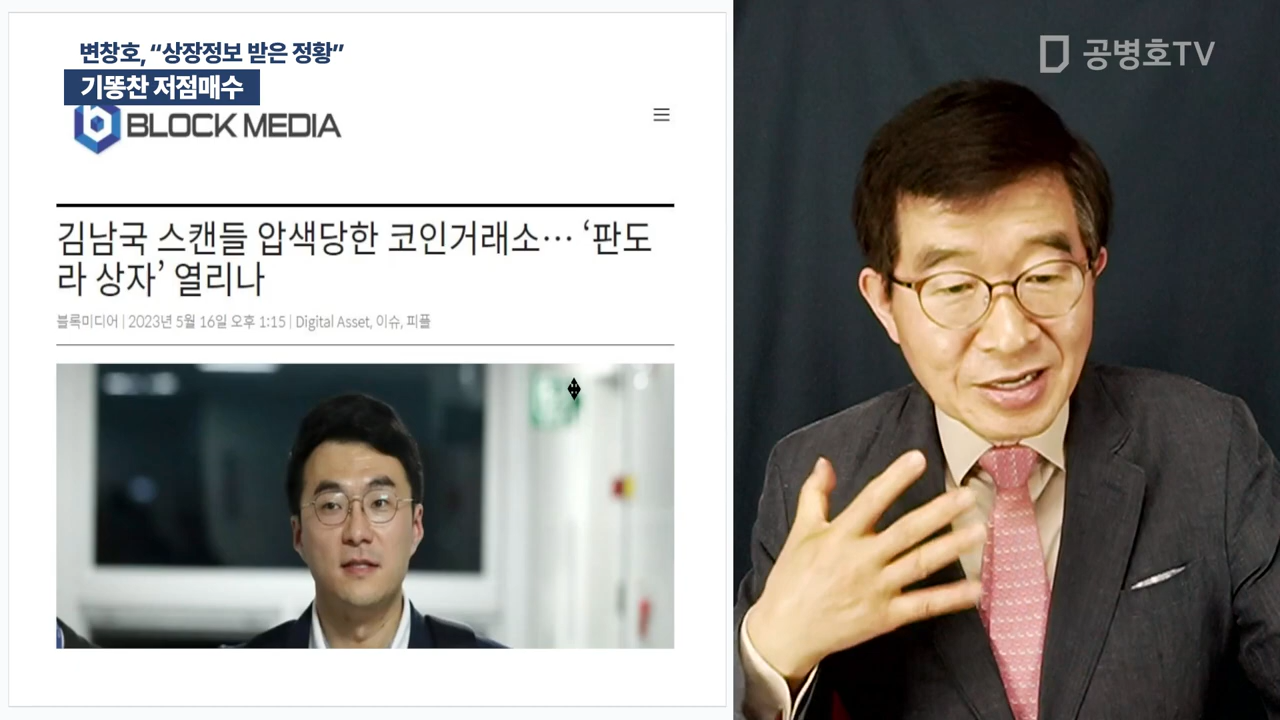 변창호, “상장정보 받은 정황”
기똥찬 저점매수
BLOCK MEDIA
김남국 스캔들 압색당한 코인거래소… ‘판도
라 상자’ 열리나
블록미디어 | 2023년 5월 16일 오후 1:15 | Digital Asset, 이슈, 피플
공병호TV